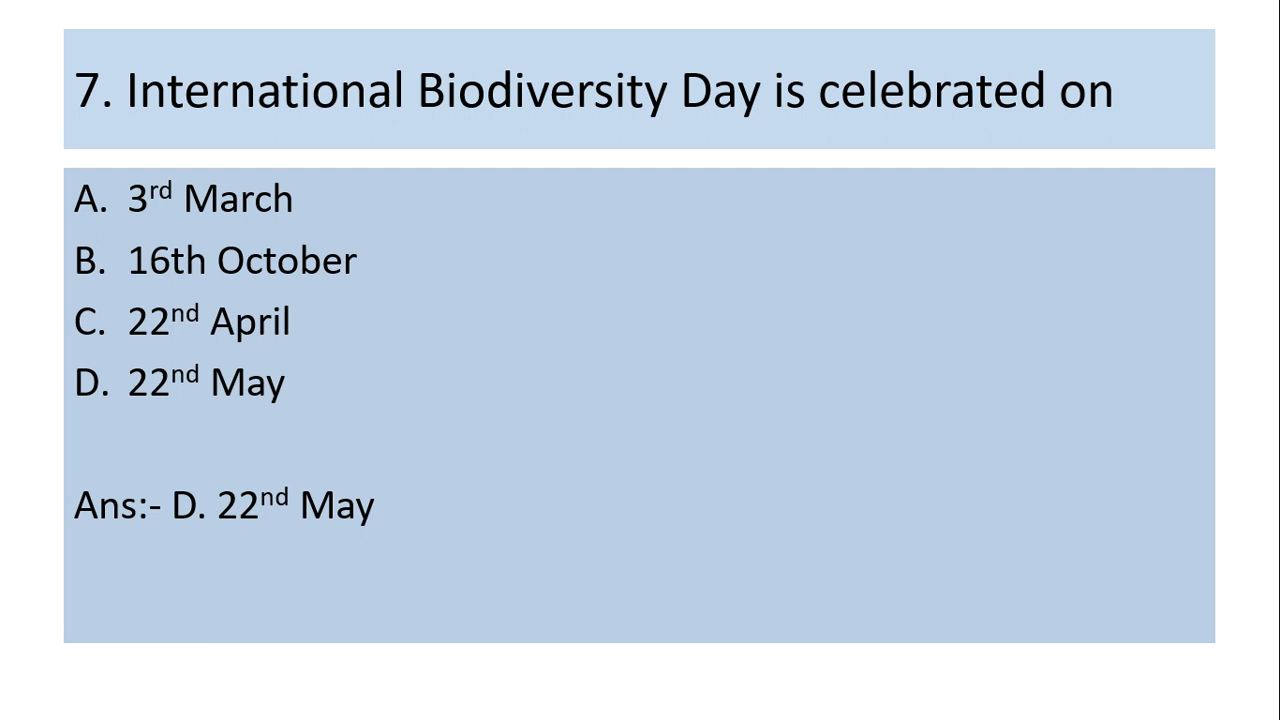 7. International Biodiversity Day is celebrated on
A. 3rd March
B. 16th October
C. 22nd April
D. 22nd May
Ans:- D. 22nd May